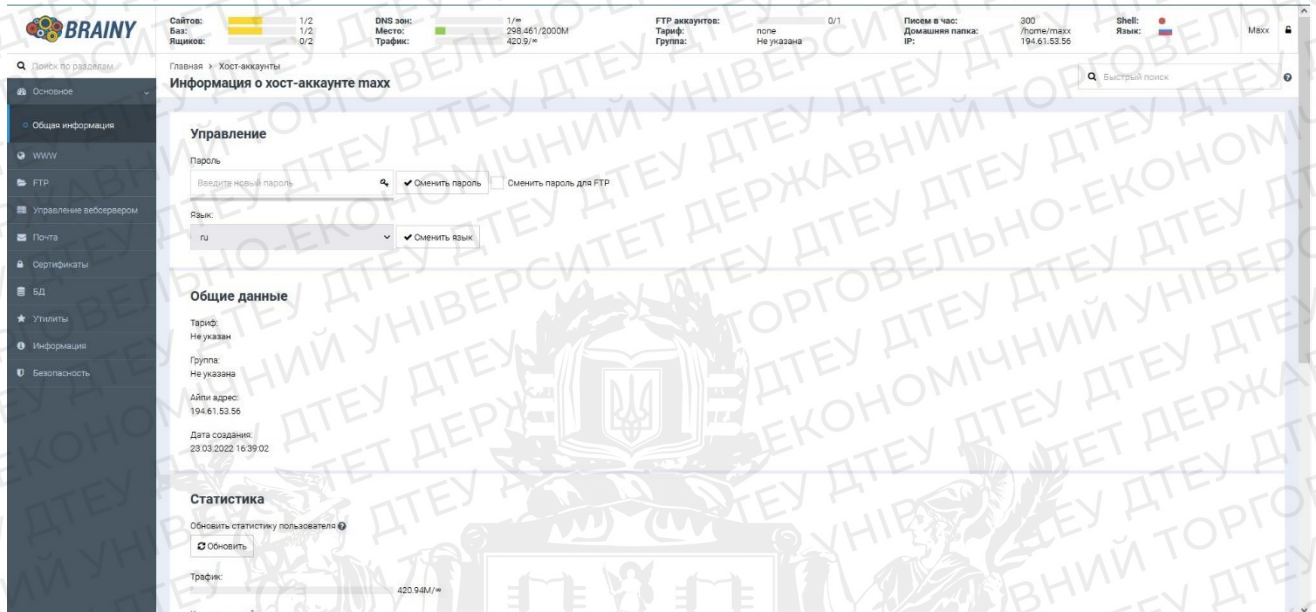 BRAINY
Сайтов: 1/2
Баз: 1/2
Ящиков: 0/2
DNS зон: 1/∞
Место: 298.461/2000M
Трафик: 420.9/∞
FTP аккаунтов: 0/1
Тариф: none
Группа: Не указана
Писем в час: 300
Домашняя папка: /home/maxx
IP: 194.61.53.56
Shell:
Язык:
Maxx
Поиск по разделам
Главная > Хост-аккаунты
Информация о хост-аккаунте maxx
Быстрый поиск
Основное
Общая информация
WWW
FTP
Управление вебсервером
Почта
Сертификаты
БД
Утилиты
Информация
Безопасность
Управление
Пароль
Введите новый пароль
Сменить пароль
Сменить пароль для FTP
Язык:
ru
Сменить язык
Общие данные
Тариф:
Не указан
Группа:
Не указана
Айпи адрес:
194.61.53.56
Дата создания:
23.03.2022 16:39:02
Статистика
Обновить статистику пользователя
Обновить
Трафик:
420.94M/∞